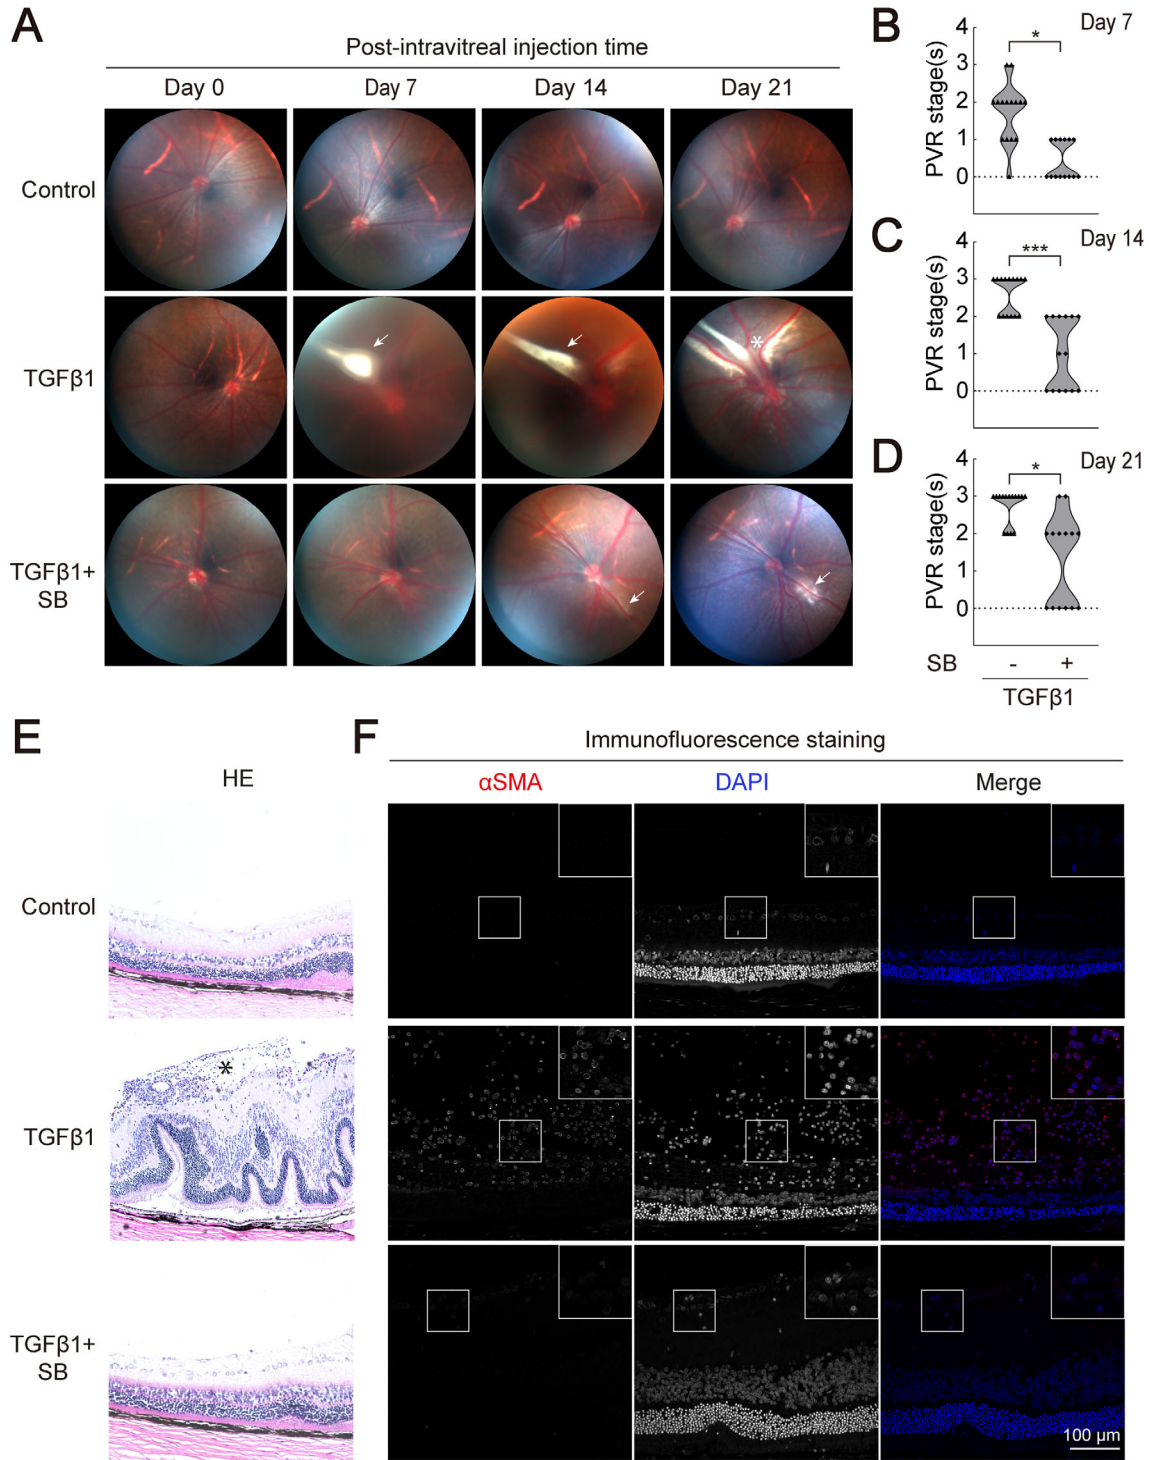 A
Post-intravitreal injection time
Day 0 Day 7 Day 14 Day 21
Control
TGFβ1
*
TGFβ1+
SB
B
Day 7
PVR stage(s)
4
3
2
1
0
*
C
Day 14
PVR stage(s)
4
3
2
1
0
***
D
Day 21
PVR stage(s)
4
3
2
1
0
*
SB - +
TGFβ1
E
HE
Control
TGFβ1
*
TGFβ1+
SB
F
Immunofluorescence staining
αSMA DAPI Merge
100 µm